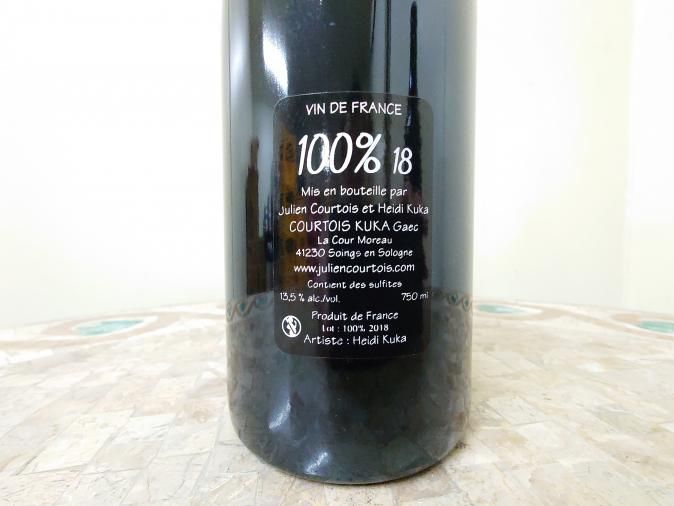 VIN DE FRANCE
100% 18
Mis en bouteille par
Julien Courtois et Heidi Kuka
COURTOIS KUKA Gaec
La Cour Moreau
41230 Soings en Sologne
www.juliencourtois.com
Contient des sulfites
13,5 % alc./vol. 750 ml
Produit de France
Lot : 100% 2018
Artiste : Heidi Kuka